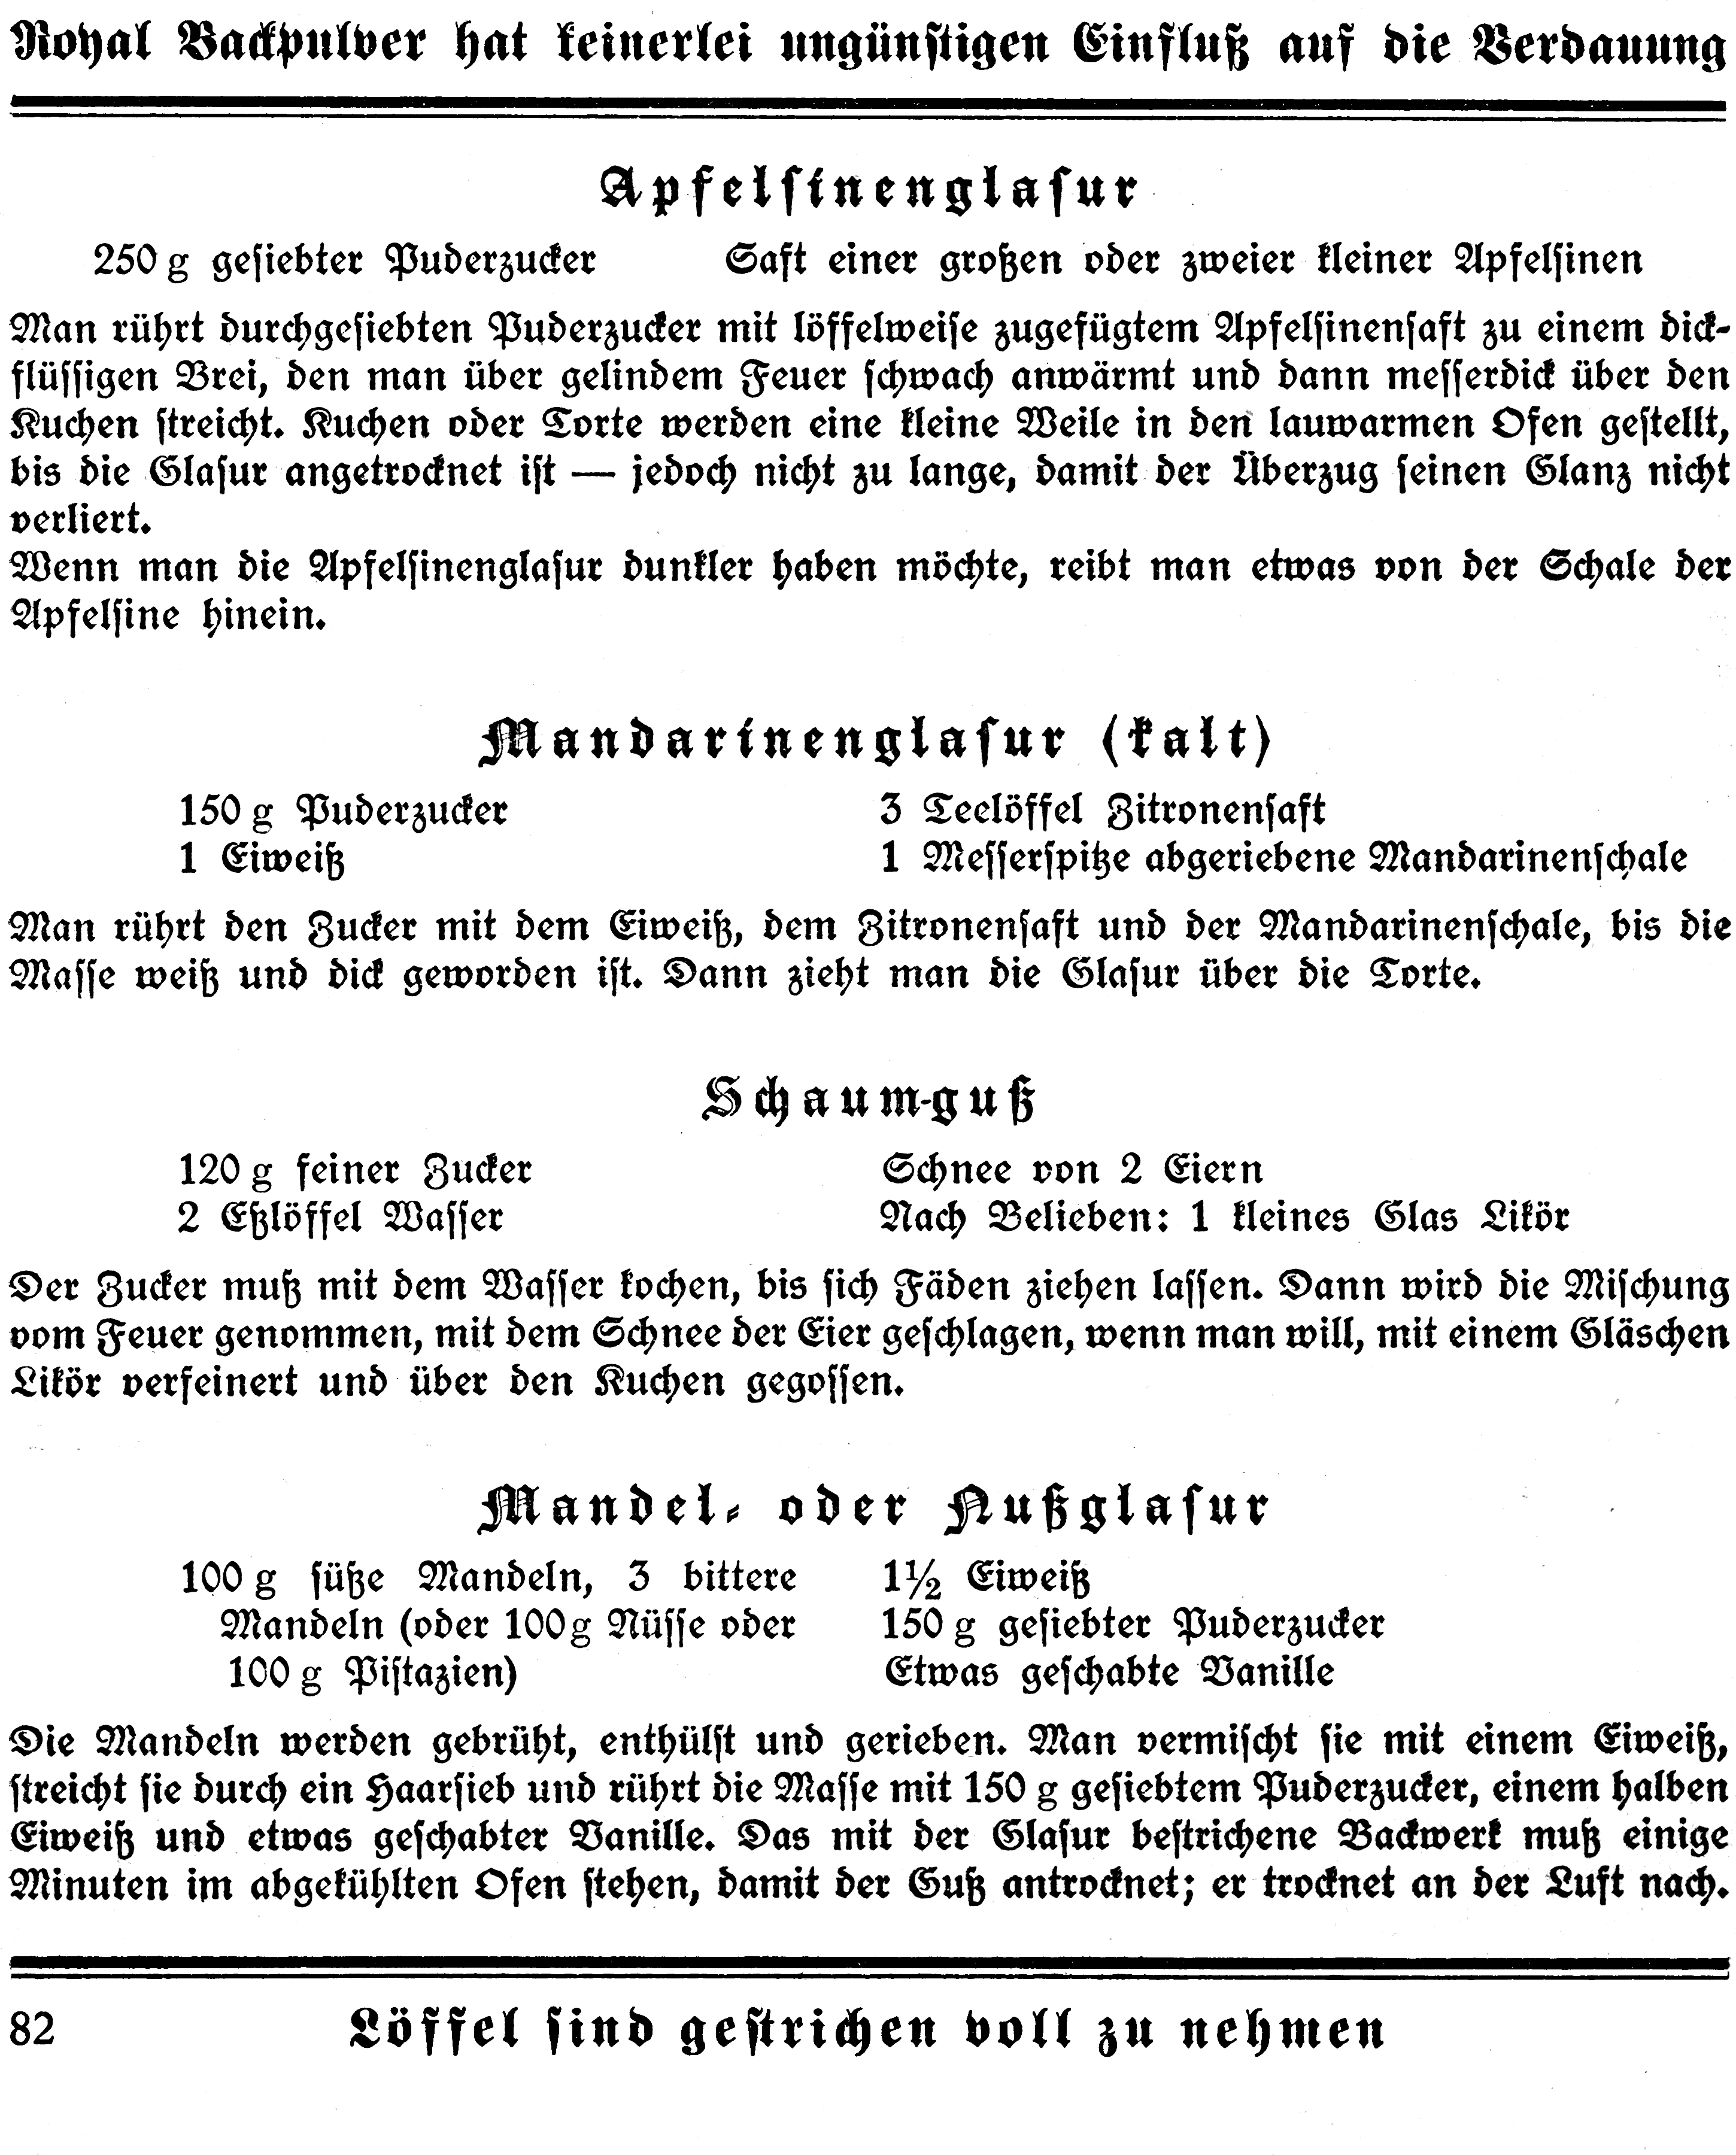 Royal Backpulver hat keinerlei ungünstigen Einfluß auf die Verdauung
Apfelsinenglasur
250 g gesiebter Puderzucker Saft einer großen oder zweier kleiner Apfelsinen
Man rührt durchgesiebten Puderzucker mit löffelweise zugefügtem Apfelsinensaft zu einem dick-
flüssigen Brei, den man über gelindem Feuer schwach anwärmt und dann messerdick über den
Kuchen streicht. Kuchen oder Torte werden eine kleine Weile in den lauwarmen Ofen gestellt,
bis die Glasur angetrocknet ist — jedoch nicht zu lange, damit der Überzug seinen Glanz nicht
verliert.
Wenn man die Apfelsinenglasur dunkler haben möchte, reibt man etwas von der Schale der
Apfelsine hinein.
Mandarinenglasur (kalt)
150 g Puderzucker 3 Teelöffel Zitronensaft
1 Eiweiß 1 Messerspitze abgeriebene Mandarinenschale
Man rührt den Zucker mit dem Eiweiß, dem Zitronensaft und der Mandarinenschale, bis die
Masse weiß und dick geworden ist. Dann zieht man die Glasur über die Torte.
Schaum-guß
120 g feiner Zucker Schnee von 2 Eiern
2 Eßlöffel Wasser Nach Belieben: 1 kleines Glas Likör
Der Zucker muß mit dem Wasser kochen, bis sich Fäden ziehen lassen. Dann wird die Mischung
vom Feuer genommen, mit dem Schnee der Eier geschlagen, wenn man will, mit einem Gläschen
Likör verfeinert und über den Kuchen gegossen.
Mandel- oder Nußglasur
100 g süße Mandeln, 3 bittere 1½ Eiweiß
Mandeln (oder 100 g Nüsse oder 150 g gesiebter Puderzucker
100 g Pistazien) Etwas geschabte Vanille
Die Mandeln werden gebrüht, enthülst und gerieben. Man vermischt sie mit einem Eiweiß,
streicht sie durch ein Haarsieb und rührt die Masse mit 150 g gesiebtem Puderzucker, einem halben
Eiweiß und etwas geschabter Vanille. Das mit der Glasur bestrichene Backwerk muß einige
Minuten im abgekühlten Ofen stehen, damit der Guß antrocknet; er trocknet an der Luft nach.
82 Löffel sind gestrichen voll zu nehmen